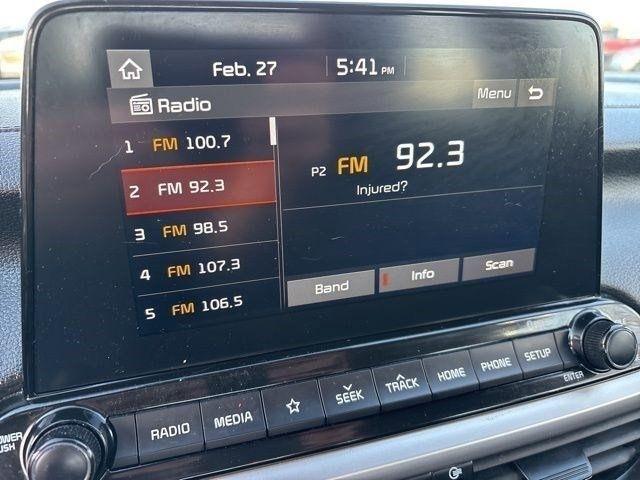 Feb. 27 5:41 PM
Radio Menu
1 FM 100.7
2 FM 92.3
3 FM 98.5
4 FM 107.3
5 FM 106.5
P2 FM 92.3
Injured?
Band Info Scan
RADIO MEDIA SEEK TRACK HOME PHONE SETUP
POWER
PUSH
ENTER